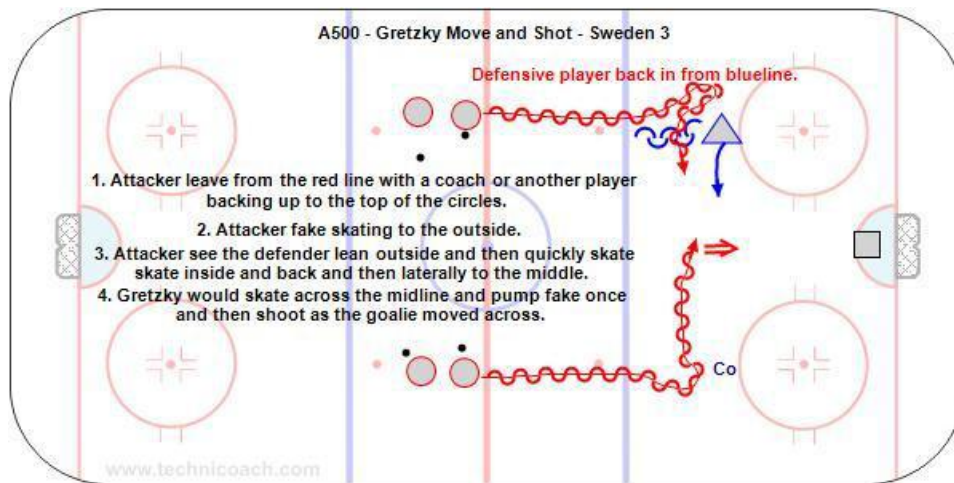 A500 - Gretzky Move and Shot - Sweden 3
Defensive player back in from blueline.
1. Attacker leave from the red line with a coach or another player
backing up to the top of the circles.
2. Attacker fake skating to the outside.
3. Attacker see the defender lean outside and then quickly skate
skate inside and back and then laterally to the middle.
4. Gretzky would skate across the midline and pump fake once
and then shoot as the goalie moved across.
Co
www.technicoach.com